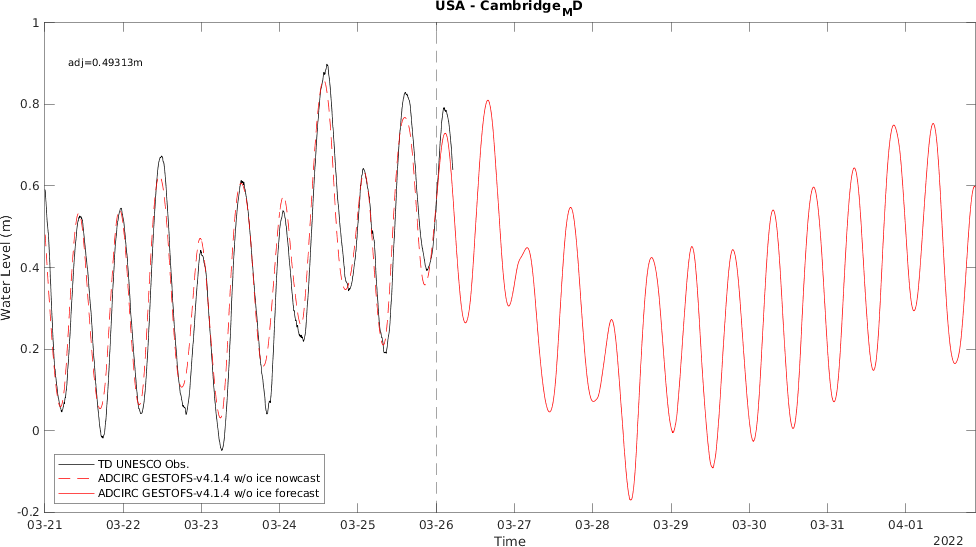 USA - Cambridge_MD
adj=0.49313m
1
0.8
0.6
0.4
0.2
0
-0.2
Water Level (m)
TD UNESCO Obs.
ADCIRC GESTOFS-v4.1.4 w/o ice nowcast
ADCIRC GESTOFS-v4.1.4 w/o ice forecast
03-21 03-22 03-23 03-24 03-25 03-26 03-27 03-28 03-29 03-30 03-31 04-01
Time
2022